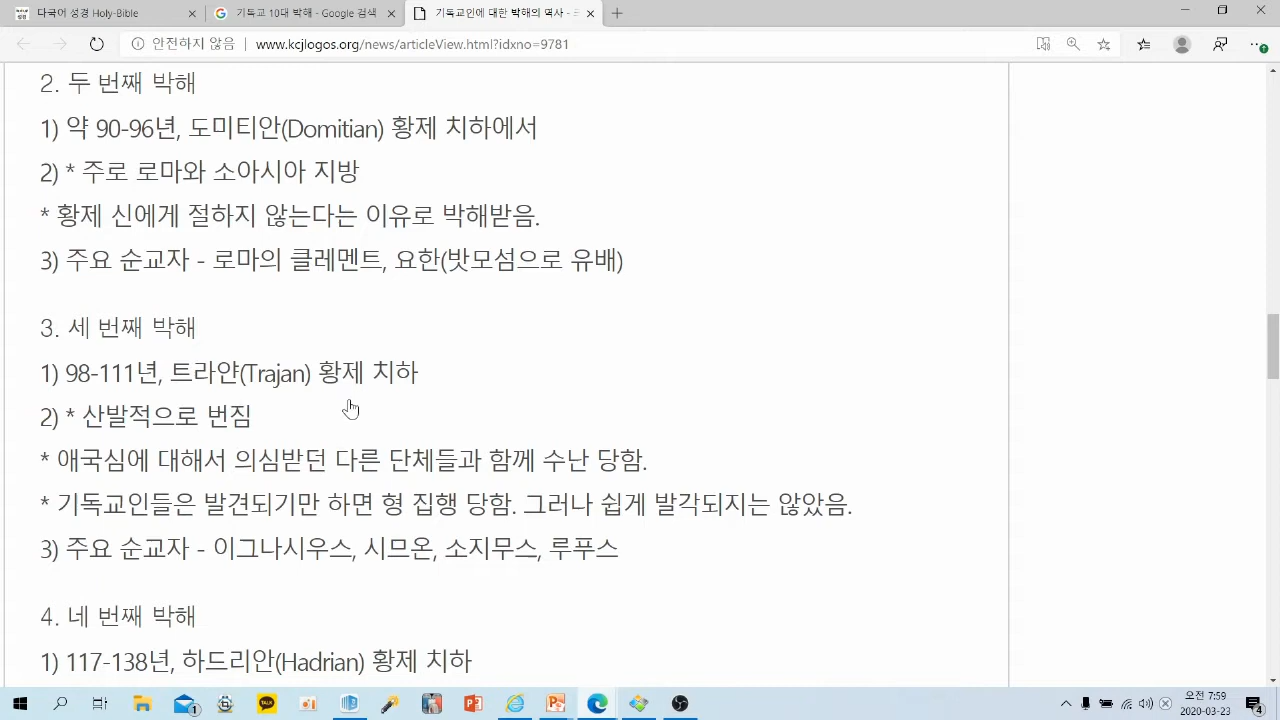 다국어 성경 Holy-Bible
기독교 10대 박해 - Google 검색
기독교인에 대한 박해의 역사 - 크
안전하지 않음
www.kcjlogos.org/news/articleView.html?idxno=9781
2. 두 번째 박해
1) 약 90-96년, 도미티안(Domitian) 황제 치하에서
2) * 주로 로마와 소아시아 지방
* 황제 신에게 절하지 않는다는 이유로 박해받음.
3) 주요 순교자 - 로마의 클레멘트, 요한(밧모섬으로 유배)
3. 세 번째 박해
1) 98-111년, 트라얀(Trajan) 황제 치하
2) * 산발적으로 번짐
* 애국심에 대해서 의심받던 다른 단체들과 함께 수난 당함.
* 기독교인들은 발견되기만 하면 형 집행 당함. 그러나 쉽게 발각되지는 않았음.
3) 주요 순교자 - 이그나시우스, 시므온, 소지무스, 루푸스
4. 네 번째 박해
1) 117-138년, 하드리안(Hadrian) 황제 치하
TALK
1
오전 7:59
2020-03-23
4